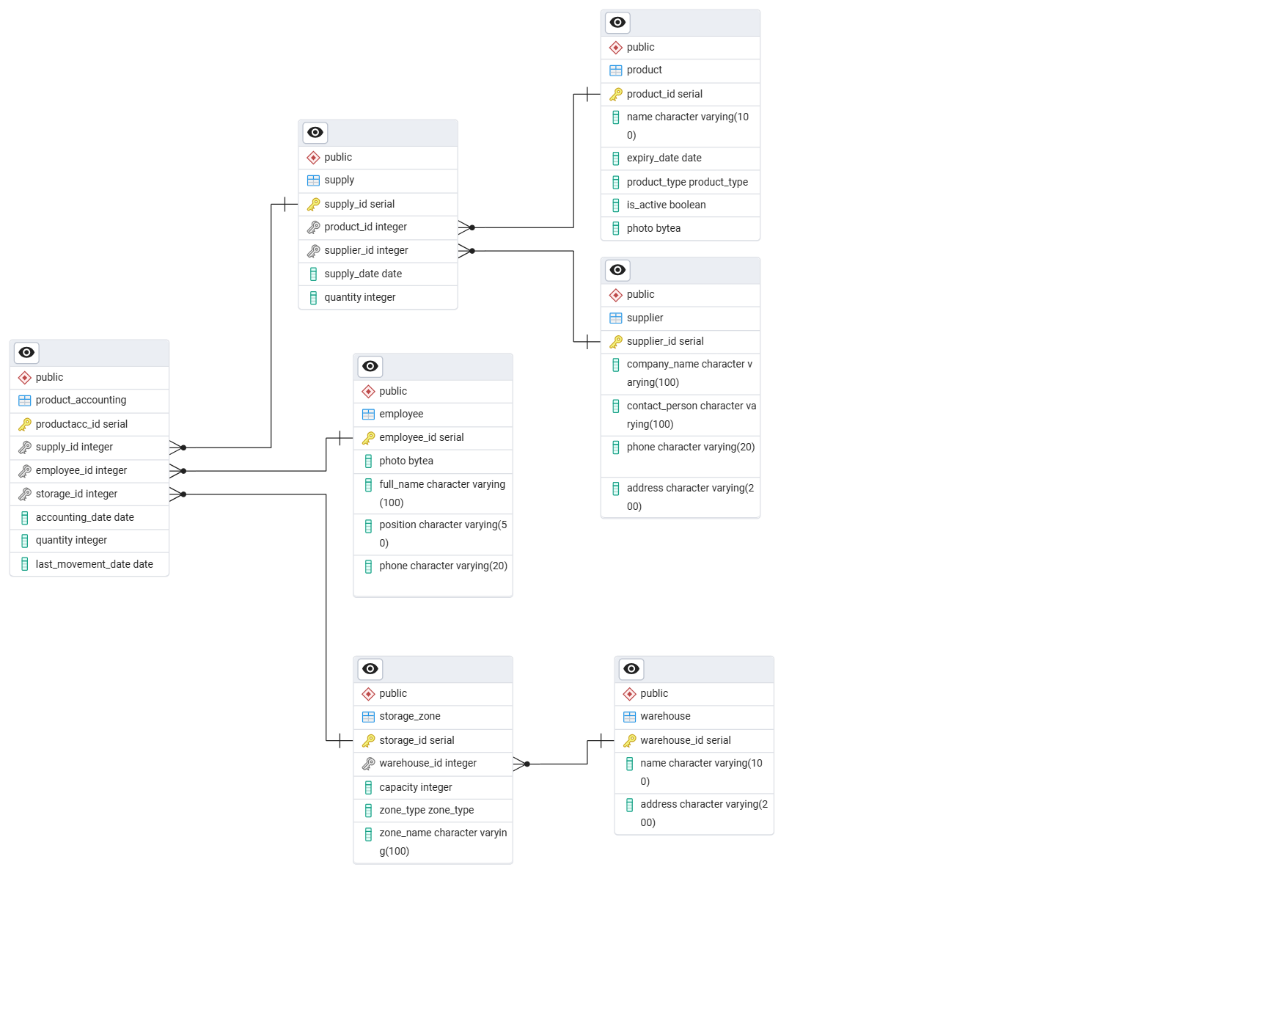 public
product
product_id serial
name character varying(10
0)
expiry_date date
product_type product_type
is_active boolean
photo bytea
public
supply
supply_id serial
product_id integer
supplier_id integer
supply_date date
quantity integer
public
supplier
supplier_id serial
company_name character v
arying(100)
contact_person character va
rying(100)
phone character varying(20)
address character varying(2
00)
public
product_accounting
productacc_id serial
supply_id integer
employee_id integer
storage_id integer
accounting_date date
quantity integer
last_movement_date date
public
employee
employee_id serial
photo bytea
full_name character varying
(100)
position character varying(5
0)
phone character varying(20)
public
storage_zone
storage_id serial
warehouse_id integer
capacity integer
zone_type zone_type
zone_name character varyin
g(100)
public
warehouse
warehouse_id serial
name character varying(10
0)
address character varying(2
00)